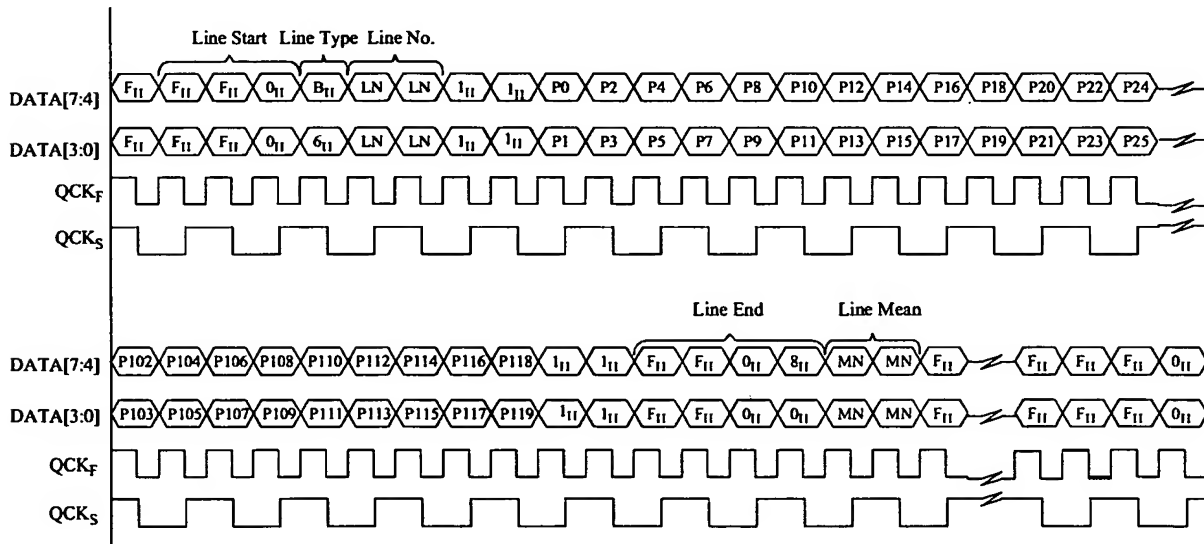 Line Start Line Type Line No.
DATA[7:4] F_H F_H F_H 0_H B_H LN LN 1_H 1_H P0 P2 P4 P6 P8 P10 P12 P14 P16 P18 P20 P22 P24
DATA[3:0] F_H F_H F_H 0_H 6_H LN LN 1_H 1_H P1 P3 P5 P7 P9 P11 P13 P15 P17 P19 P21 P23 P25
QCK_F
QCK_S
Line End Line Mean
DATA[7:4] P102 P104 P106 P108 P110 P112 P114 P116 P118 1_H 1_H F_H F_H 0_H 8_H MN MN F_H F_H F_H F_H 0_H
DATA[3:0] P103 P105 P107 P109 P111 P113 P115 P117 P119 1_H 1_H F_H F_H 0_H 0_H MN MN F_H F_H F_H F_H 0_H
QCK_F
QCK_S